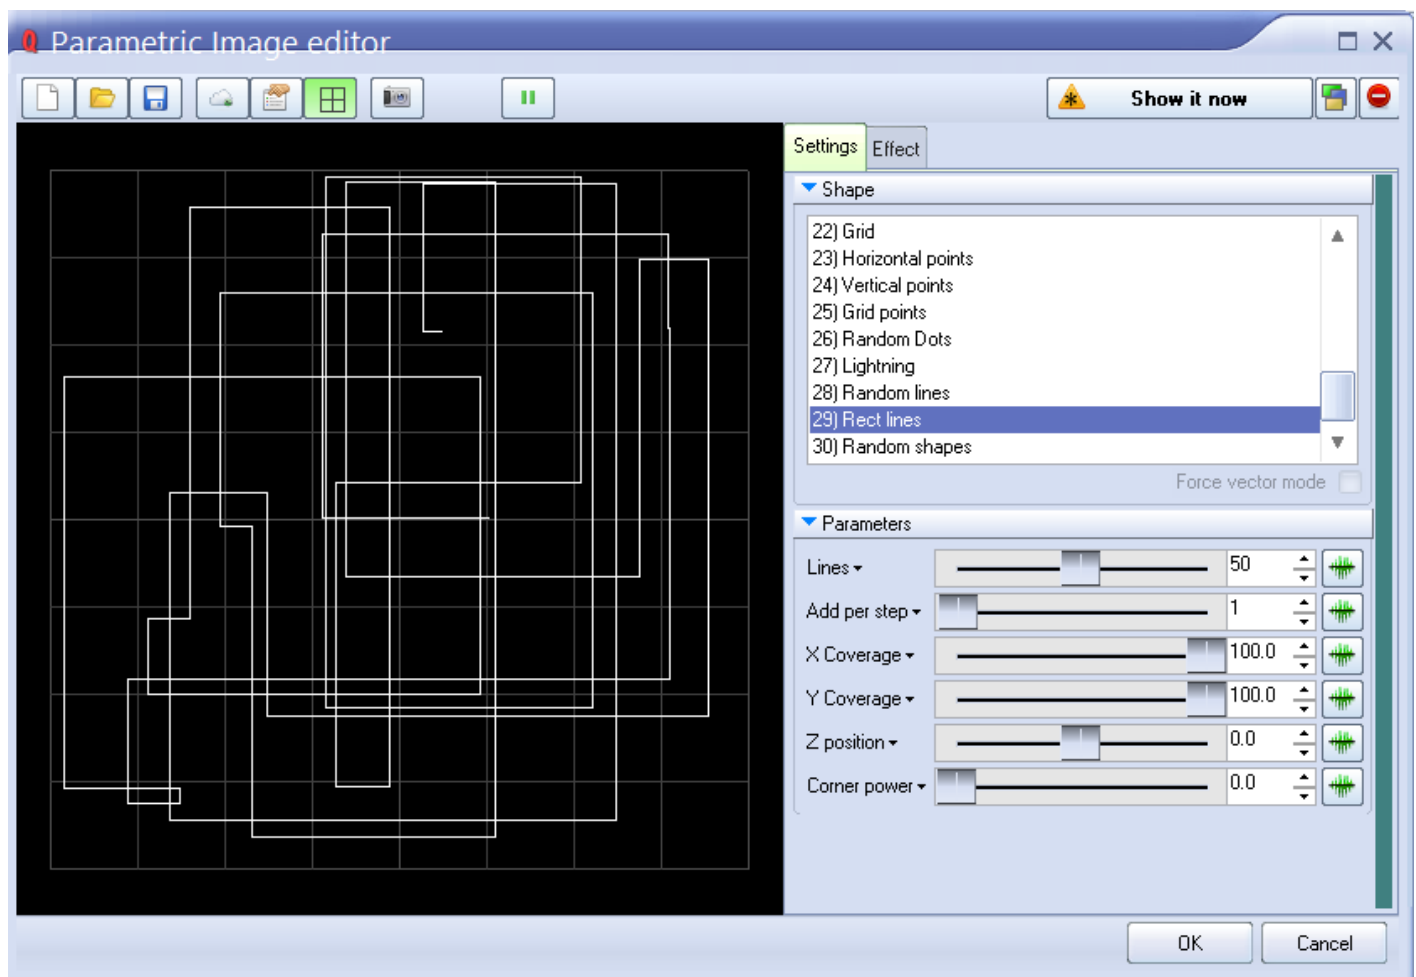 Parametric Image editor
Show it now
Settings Effect
Shape
22) Grid
23) Horizontal points
24) Vertical points
25) Grid points
26) Random Dots
27) Lightning
28) Random lines
29) Rect lines
30) Random shapes
Force vector mode
Parameters
Lines 50
Add per step 1
X Coverage 100.0
Y Coverage 100.0
Z position 0.0
Corner power 0.0
OK Cancel